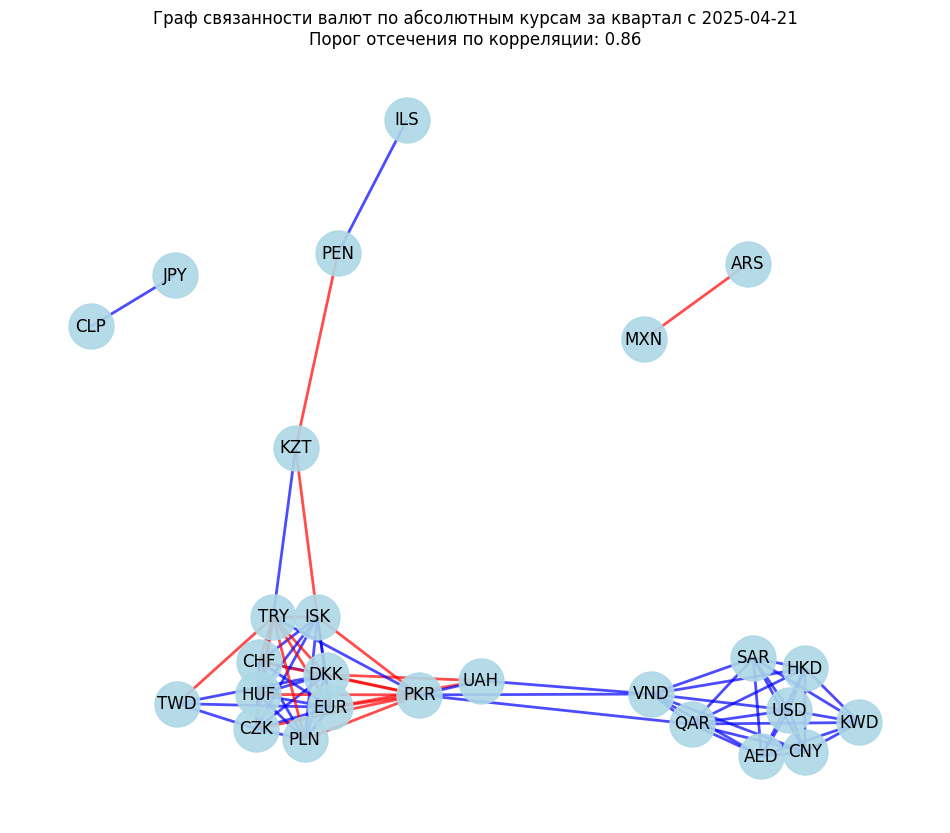 Граф связанности валют по абсолютным курсам за квартал с 2025-04-21
Порог отсечения по корреляции: 0.86
ILS
PEN
ARS
JPY
CLP
MXN
KZT
TRY
ISK
CHF
DKK
UAH
HUF
EUR
PKR
TWD
CZK
PLN
SAR
HKD
VND
USD
QAR
KWD
AED
CNY